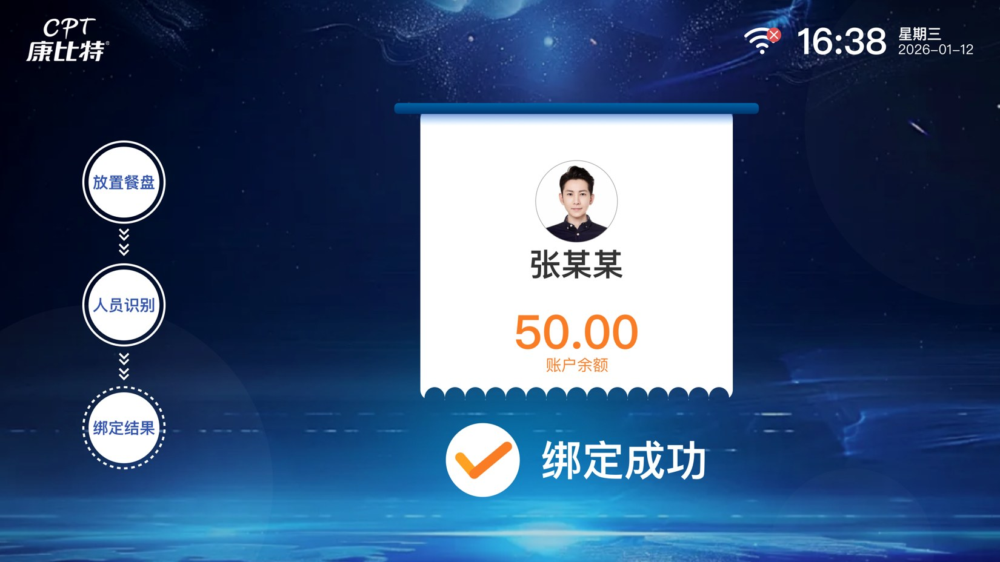 CPT
康比特®
16:38
星期三
2026-01-12
放置餐盘
人员识别
绑定结果
张某某
50.00
账户余额
绑定成功